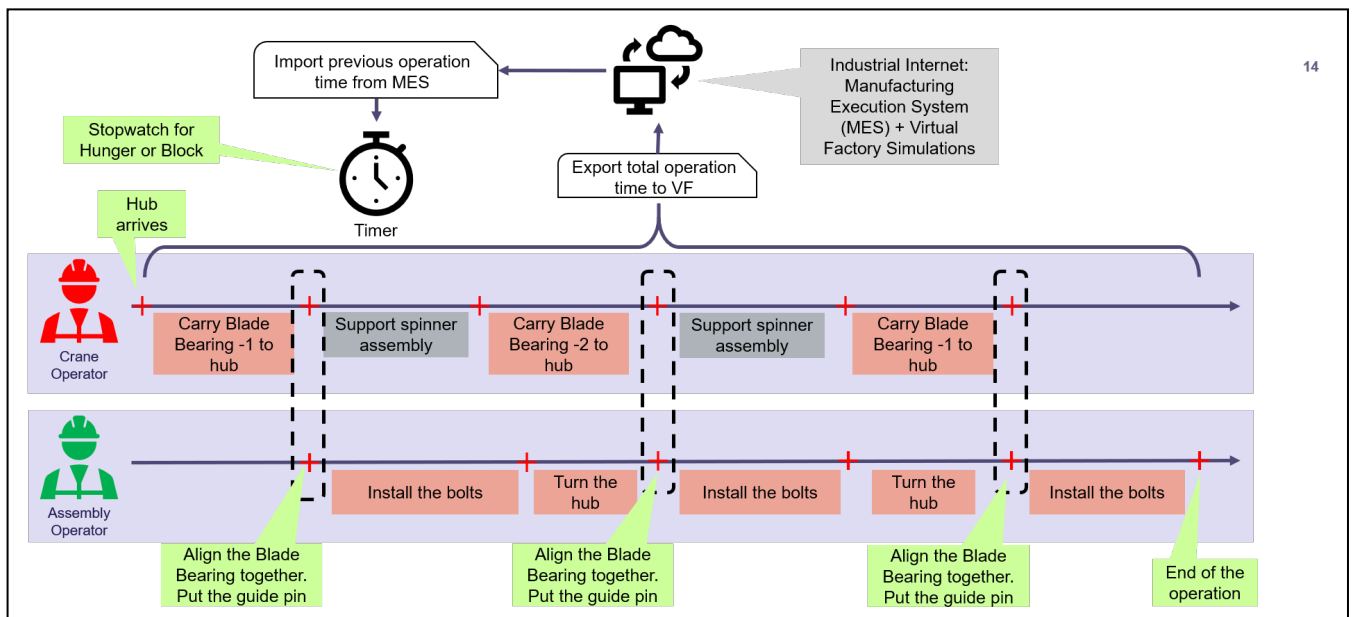 14
Import previous operation
time from MES
Industrial Internet:
Manufacturing
Execution System
(MES) + Virtual
Factory Simulations
Stopwatch for
Hunger or Block
Export total operation
time to VF
Hub
arrives
Timer
Carry Blade
Bearing -1 to
hub
Support spinner
assembly
Carry Blade
Bearing -2 to
hub
Support spinner
assembly
Carry Blade
Bearing -1 to
hub
Crane
Operator
Install the bolts
Turn the
hub
Install the bolts
Turn the
hub
Install the bolts
Assembly
Operator
Align the Blade
Bearing together.
Put the guide pin
Align the Blade
Bearing together.
Put the guide pin
Align the Blade
Bearing together.
Put the guide pin
End of the
operation